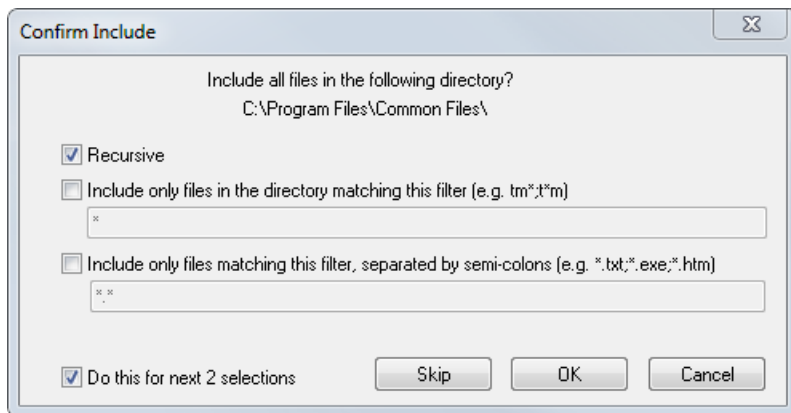 Confirm Include
Include all files in the following directory?
C:\Program Files\Common Files\
Recursive
Include only files in the directory matching this filter (e.g. tm*;t*m)
*
Include only files matching this filter, separated by semi-colons (e.g. *.txt;*.exe;*.htm)
*.*
Do this for next 2 selections
Skip
OK
Cancel